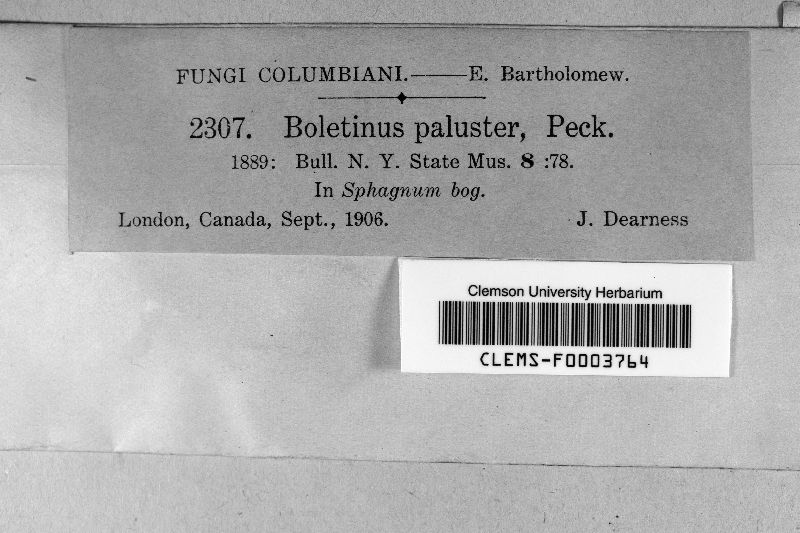 FUNGI COLUMBIANI.——E. Bartholomew.
2307. Boletinus paluster, Peck.
1889: Bull. N. Y. State Mus. 8 :78.
In Sphagnum bog.
London, Canada, Sept., 1906. J. Dearness
Clemson University Herbarium
CLEMS-F0003764